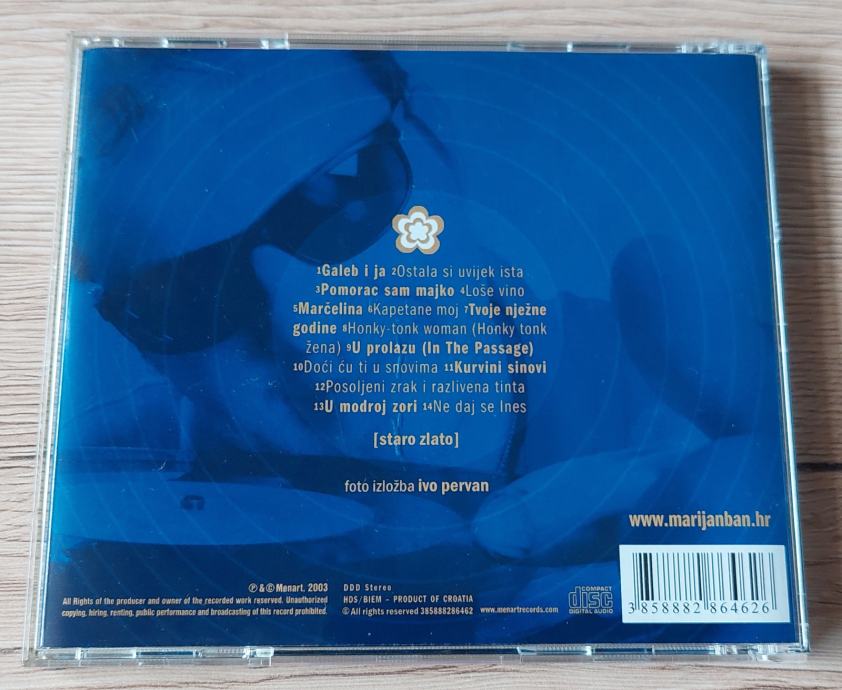 1Galeb i ja 2Ostala si uvijek ista
3Pomorac sam majko 4Loše vino
5Marčelina 6Kapetane moj 7Tvoje nježne
godine 8Honky-tonk woman (Honky tonk
žena) 9U prolazu (In The Passage)
10Doći ću ti u snovima 11Kurvini sinovi
12Posoljeni zrak i razlivena tinta
13U modroj zori 14Ne daj se Ines
[staro zlato]
foto izložba ivo pervan
www.marijanban.hr
℗ & © Menart, 2003
All Rights of the producer and owner of the recorded work reserved. Unauthorized
copying, hiring, renting, public performance and broadcasting of this record prohibited.
DDD Stereo
HDS/BIEM - PRODUCT OF CROATIA
© All rights reserved 385888286462
www.menartrecords.com
COMPACT
disc
DIGITAL AUDIO
3 858882 864626